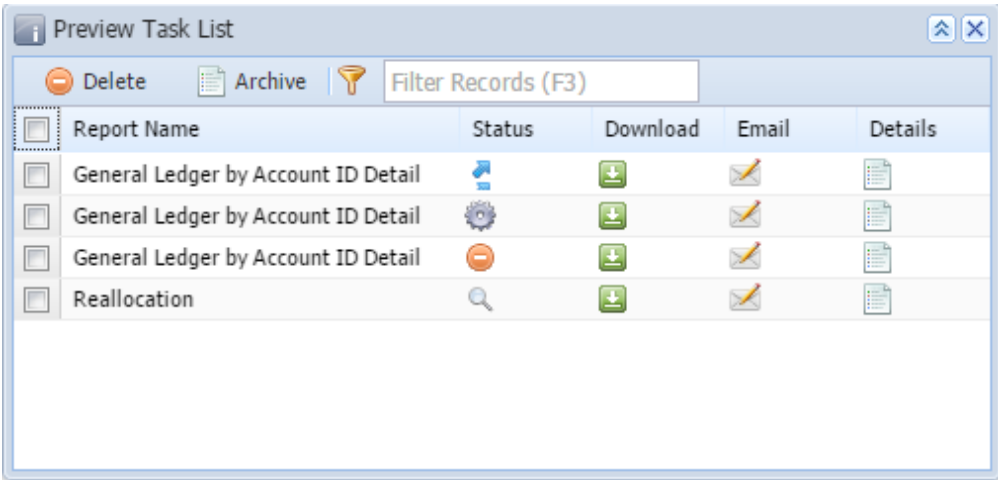 Preview Task List
Delete Archive Filter Records (F3)
Report Name Status Download Email Details
General Ledger by Account ID Detail
General Ledger by Account ID Detail
General Ledger by Account ID Detail
Reallocation